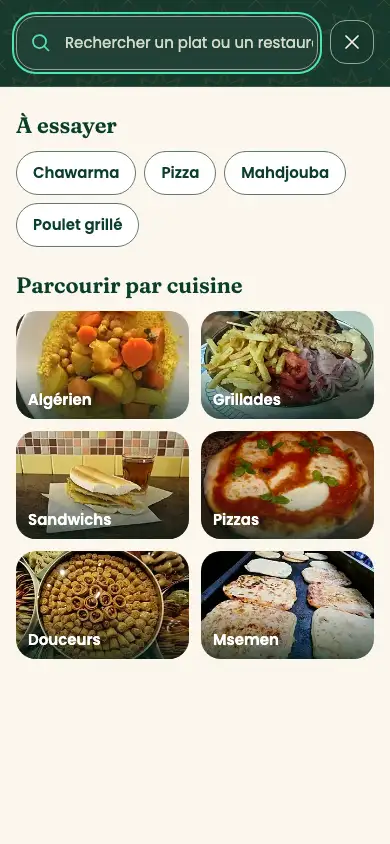 Rechercher un plat ou un restaur
À essayer
Chawarma
Pizza
Mahdjouba
Poulet grillé
Parcourir par cuisine
Algérien
Grillades
Sandwichs
Pizzas
Douceurs
Msemen